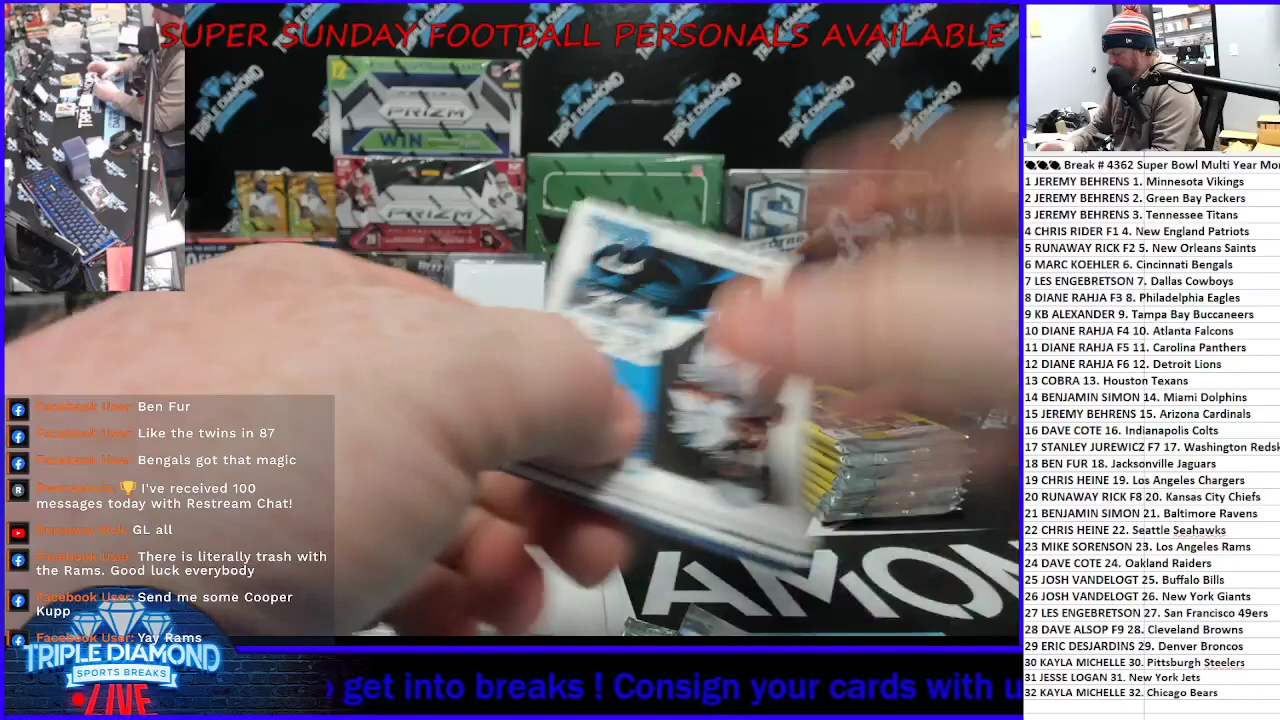 SUPER SUNDAY FOOTBALL PERSONALS AVAILABLE
12
PRIZM
WIN
PRIZM
TRIPLE DIAMOND
Ben Fur
Like the twins in 87
Bengals got that magic
I've received 100
messages today with Restream Chat!
GL all
There is literally trash with
the Rams. Good luck everybody
Facebook User: Send me some Cooper
Kupp
Facebook User: Yay Rams
DIAMOND
TRIPLE DIAMOND
SPORTS BREAKS
LIVE
get into breaks ! Consign your cards with u
Break # 4362 Super Bowl Multi Year Mo
1 JEREMY BEHRENS 1. Minnesota Vikings
2 JEREMY BEHRENS 2. Green Bay Packers
3 JEREMY BEHRENS 3. Tennessee Titans
4 CHRIS RIDER F1 4. New England Patriots
5 RUNAWAY RICK F2 5. New Orleans Saints
6 MARC KOEHLER 6. Cincinnati Bengals
7 LES ENGEBRETSON 7. Dallas Cowboys
8 DIANE RAHJA F3 8. Philadelphia Eagles
9 KB ALEXANDER 9. Tampa Bay Buccaneers
10 DIANE RAHJA F4 10. Atlanta Falcons
11 DIANE RAHJA F5 11. Carolina Panthers
12 DIANE RAHJA F6 12. Detroit Lions
13 COBRA 13. Houston Texans
14 BENJAMIN SIMON 14. Miami Dolphins
15 JEREMY BEHRENS 15. Arizona Cardinals
16 DAVE COTE 16. Indianapolis Colts
17 STANLEY JUREWICZ F7 17. Washington Redsk
18 BEN FUR 18. Jacksonville Jaguars
19 CHRIS HEINE 19. Los Angeles Chargers
20 RUNAWAY RICK F8 20. Kansas City Chiefs
21 BENJAMIN SIMON 21. Baltimore Ravens
22 CHRIS HEINE 22. Seattle Seahawks
23 MIKE SORENSON 23. Los Angeles Rams
24 DAVE COTE 24. Oakland Raiders
25 JOSH VANDELOGT 25. Buffalo Bills
26 JOSH VANDELOGT 26. New York Giants
27 LES ENGEBRETSON 27. San Francisco 49ers
28 DAVE ALSOP F9 28. Cleveland Browns
29 LES ENGEBRETSON 29. Denver Broncos
30 KAYLA MICHELLE 30. Pittsburgh Steelers
31 JESSE LOGAN 31. New York Jets
32 KAYLA MICHELLE 32. Chicago Bears